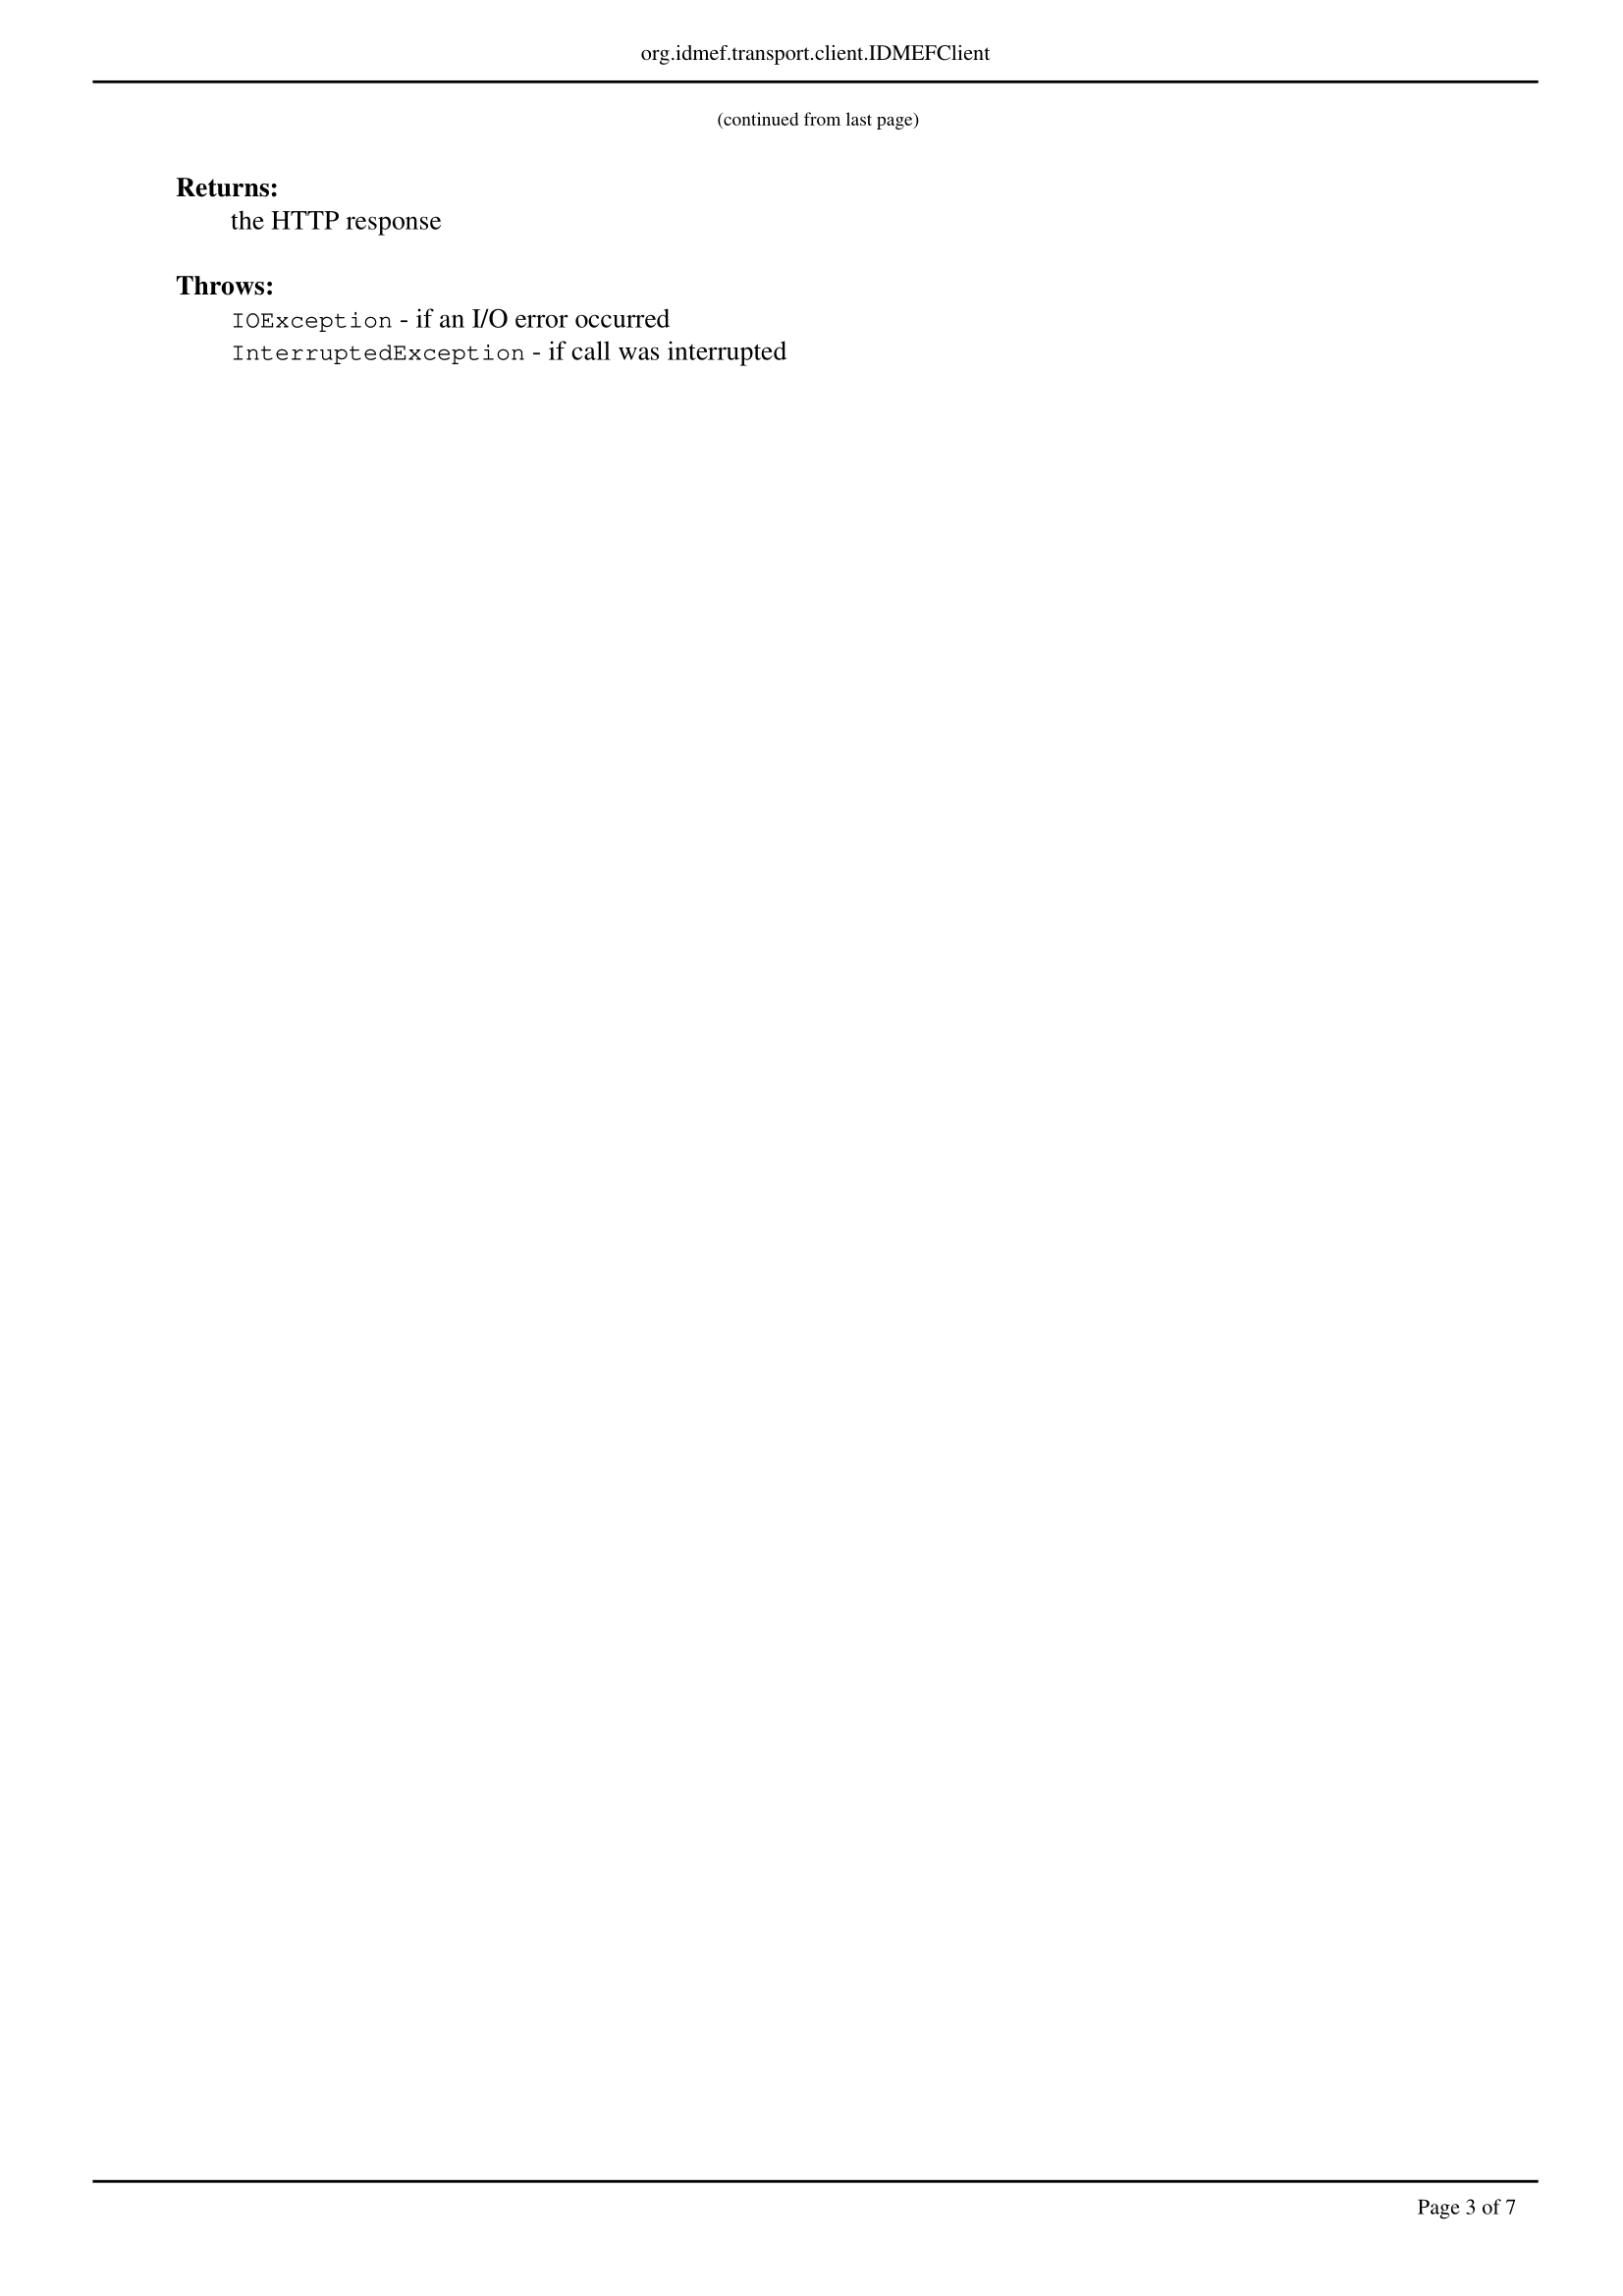 org.idmef.transport.client.IDMEFClient
(continued from last page)
Returns:
the HTTP response
Throws:
IOException - if an I/O error occurred
InterruptedException - if call was interrupted
Page 3 of 7